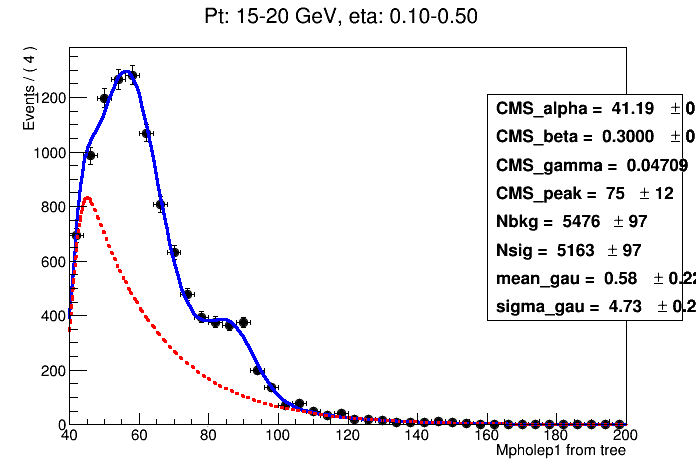 Pt: 15-20 GeV, eta: 0.10-0.50
Events / ( 4 )
1200
1000
800
600
400
200
0
40 60 80 100 120 140 160 180 200
Mpholep1 from tree
CMS_alpha = 41.19 ± 0
CMS_beta = 0.3000 ± 0
CMS_gamma = 0.04709
CMS_peak = 75 ± 12
Nbkg = 5476 ± 97
Nsig = 5163 ± 97
mean_gau = 0.58 ± 0.22
sigma_gau = 4.73 ± 0.2